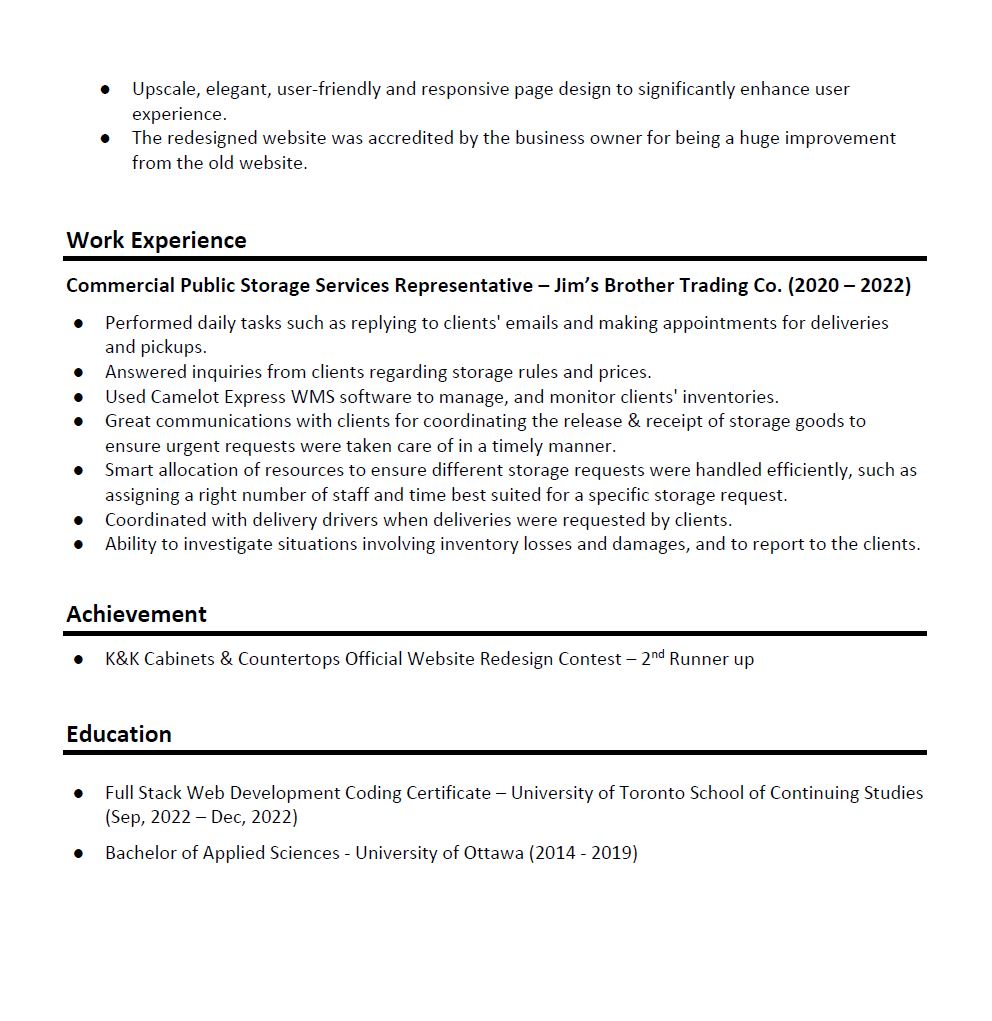 ● Upscale, elegant, user-friendly and responsive page design to significantly enhance user
experience.
● The redesigned website was accredited by the business owner for being a huge improvement
from the old website.
Work Experience
Commercial Public Storage Services Representative – Jim’s Brother Trading Co. (2020 – 2022)
● Performed daily tasks such as replying to clients' emails and making appointments for deliveries
and pickups.
● Answered inquiries from clients regarding storage rules and prices.
● Used Camelot Express WMS software to manage, and monitor clients' inventories.
● Great communications with clients for coordinating the release & receipt of storage goods to
ensure urgent requests were taken care of in a timely manner.
● Smart allocation of resources to ensure different storage requests were handled efficiently, such as
assigning a right number of staff and time best suited for a specific storage request.
● Coordinated with delivery drivers when deliveries were requested by clients.
● Ability to investigate situations involving inventory losses and damages, and to report to the clients.
Achievement
● K&K Cabinets & Countertops Official Website Redesign Contest – 2nd Runner up
Education
● Full Stack Web Development Coding Certificate – University of Toronto School of Continuing Studies
(Sep, 2022 – Dec, 2022)
● Bachelor of Applied Sciences - University of Ottawa (2014 - 2019)